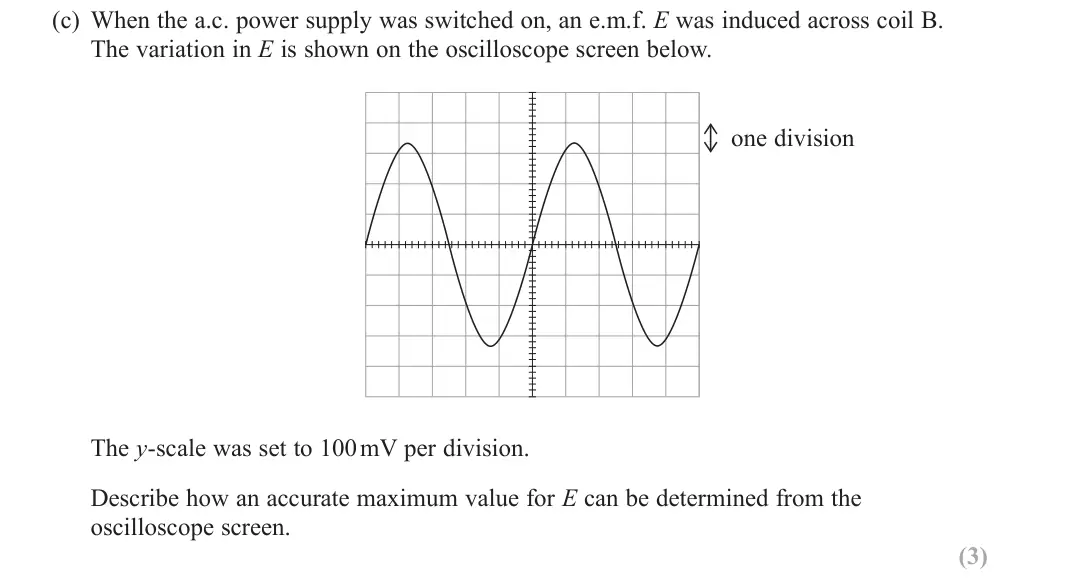 (c) When the a.c. power supply was switched on, an e.m.f. E was induced across coil B.
The variation in E is shown on the oscilloscope screen below.
one division
The y-scale was set to 100 mV per division.
Describe how an accurate maximum value for E can be determined from the
oscilloscope screen.
(3)